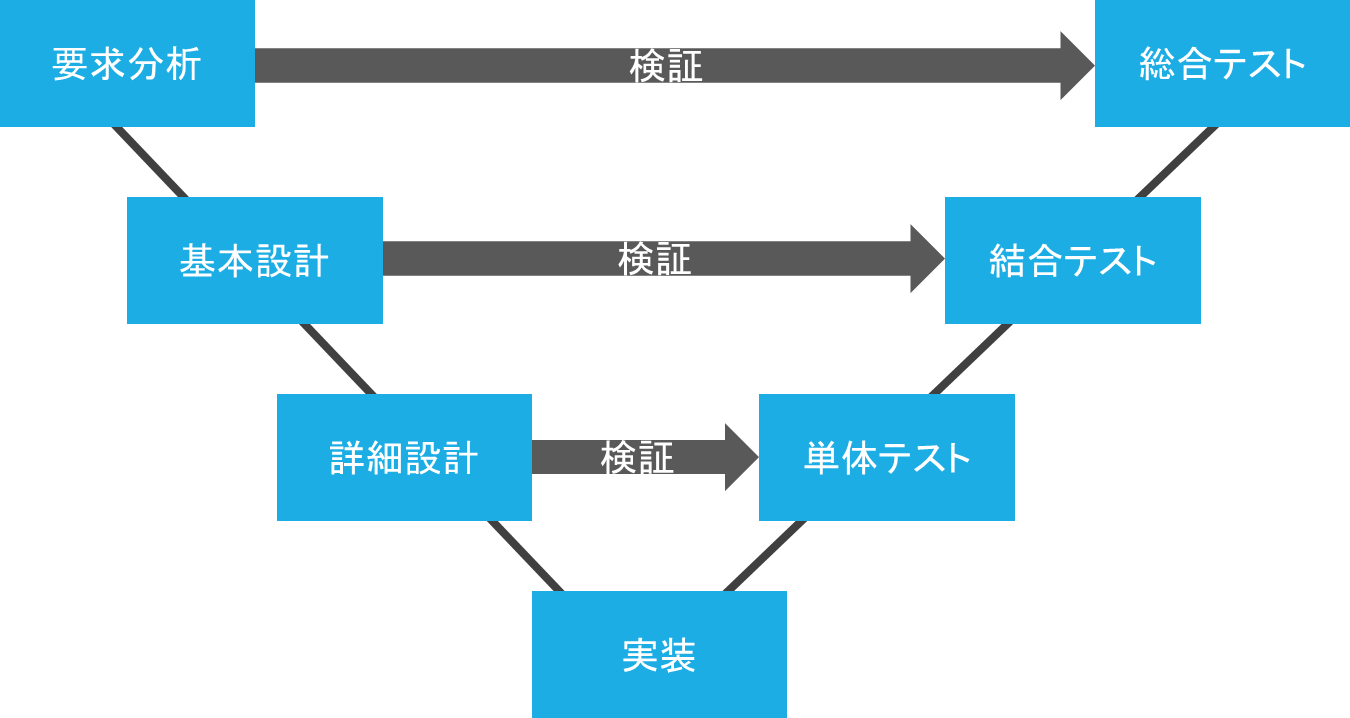 要求分析
検証
総合テスト
基本設計
検証
結合テスト
詳細設計
検証
単体テスト
実装